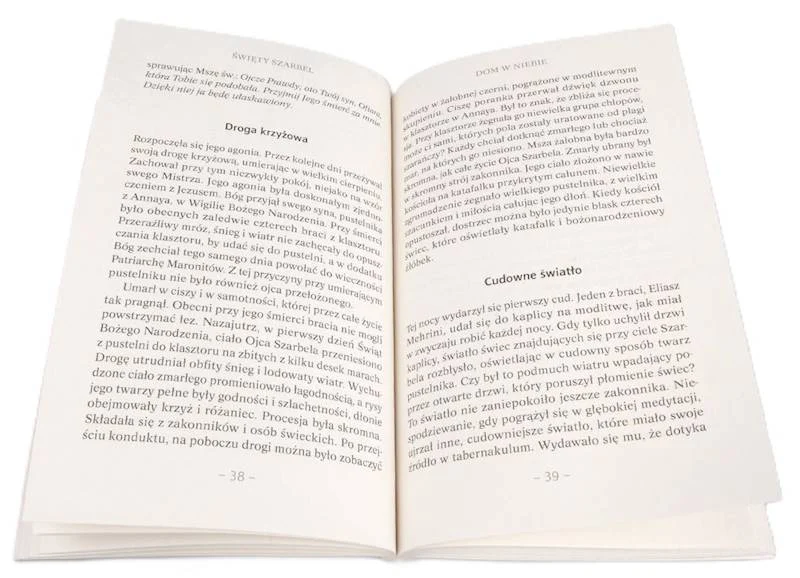 ŚWIĘTY SZARBEL
sprawując Mszę św.: Ojcze Prawdy, oto Twój syn, Ofiara,
która Tobie się podobała. Przyjmij Jego śmierć za mnie.
Dzięki niej ja będę ułaskawiony.
Droga krzyżowa
Rozpoczęła się jego agonia. Przez kolejne dni przeżywał
swoją drogę krzyżową, umierając w wielkim cierpieniu.
Zachował przy tym niezwykły pokój, niejako na wzór
swego Mistrza. Jego agonia była doskonałym zjedno-
czeniem z Jezusem. Bóg przyjął swego syna, pustelnika
z Annaya, w Wigilię Bożego Narodzenia. Przy śmierci
były obecnych zaledwie czterech braci z klasztoru.
Przeraźliwy mróz, śnieg i wiatr nie zachęcały do opusz-
czania klasztoru, by udać się do pustelni, a w dodatku
Bóg zechciał tego samego dnia powołać do wieczności
Patriarchę Maronitów. Z tej przyczyny przy umierającym
pustelniku nie było również ojca przełożonego.
Umarł w ciszy i w samotności, której przez całe życie
tak pragnął. Obecni przy jego śmierci bracia nie mogli
powstrzymać łez. Nazajutrz, w pierwszy dzień Świąt
Bożego Narodzenia, ciało Ojca Szarbela przeniesiono
z pustelni do klasztoru na zbitych z kilku desek marach.
Drogę utrudniał obfity śnieg i lodowaty wiatr. Wychu-
dzone ciało zmarłego promieniowało łagodnością, a rysy
jego twarzy pełne były godności i szlachetności, dłonie
obejmowały krzyż i różaniec. Procesja była skromna.
Składała się z zakonników i osób świeckich. Po przej-
ściu konduktu, na poboczu drogi można było zobaczyć
– 38 –
DOM W NIEBIE
kobiety w żałobnej czerni, pogrążone w modlitewnym
skupieniu. Ciszę poranka przerwał dźwięk dzwonu
w klasztorze w Annaya. Był to znak, że zbliża się proce-
sja. Przy klasztorze żegnała go niewielka grupa chłopów,
może ci sami, których pola zostały uratowane od plagi
szarańczy? Każdy chciał dotknąć zmarłego lub chociaż
mar, na których go niesiono. Msza żałobna była bardzo
skromna, jak całe życie Ojca Szarbela. Zmarły ubrany był
w skromny strój zakonnika. Jego ciało złożono w nawie
kościoła na katafalku przykrytym całunem. Niewielkie
zgromadzenie żegnało wielkiego pustelnika, z wielkim
szacunkiem i miłością całując jego dłoń. Kiedy kościół
opustoszał, dostrzec można było jedynie blask czterech
świec, które oświetlały katafalk i bożonarodzeniowy
żłóbek.
Cudowne światło
Tej nocy wydarzył się pierwszy cud. Jeden z braci, Eliasz
Mehrini, udał się do kaplicy na modlitwę, jak miał
w zwyczaju robić każdej nocy. Gdy tylko uchylił drzwi
kaplicy, światło świec znajdujących się przy ciele Szar-
bela rozbłysło, oświetlając w cudowny sposób twarz
pustelnika. Czy był to podmuch wiatru wpadający po-
przez otwarte drzwi, który poruszył płomienie świec?
To światło nie zaniepokoiło jeszcze zakonnika. Nie-
spodziewanie, gdy pogrążył się w głębokiej medytacji,
ujrzał inne, cudowniejsze światło, które miało swoje
źródło w tabernakulum. Wydawało się mu, że dotyka
– 39 –